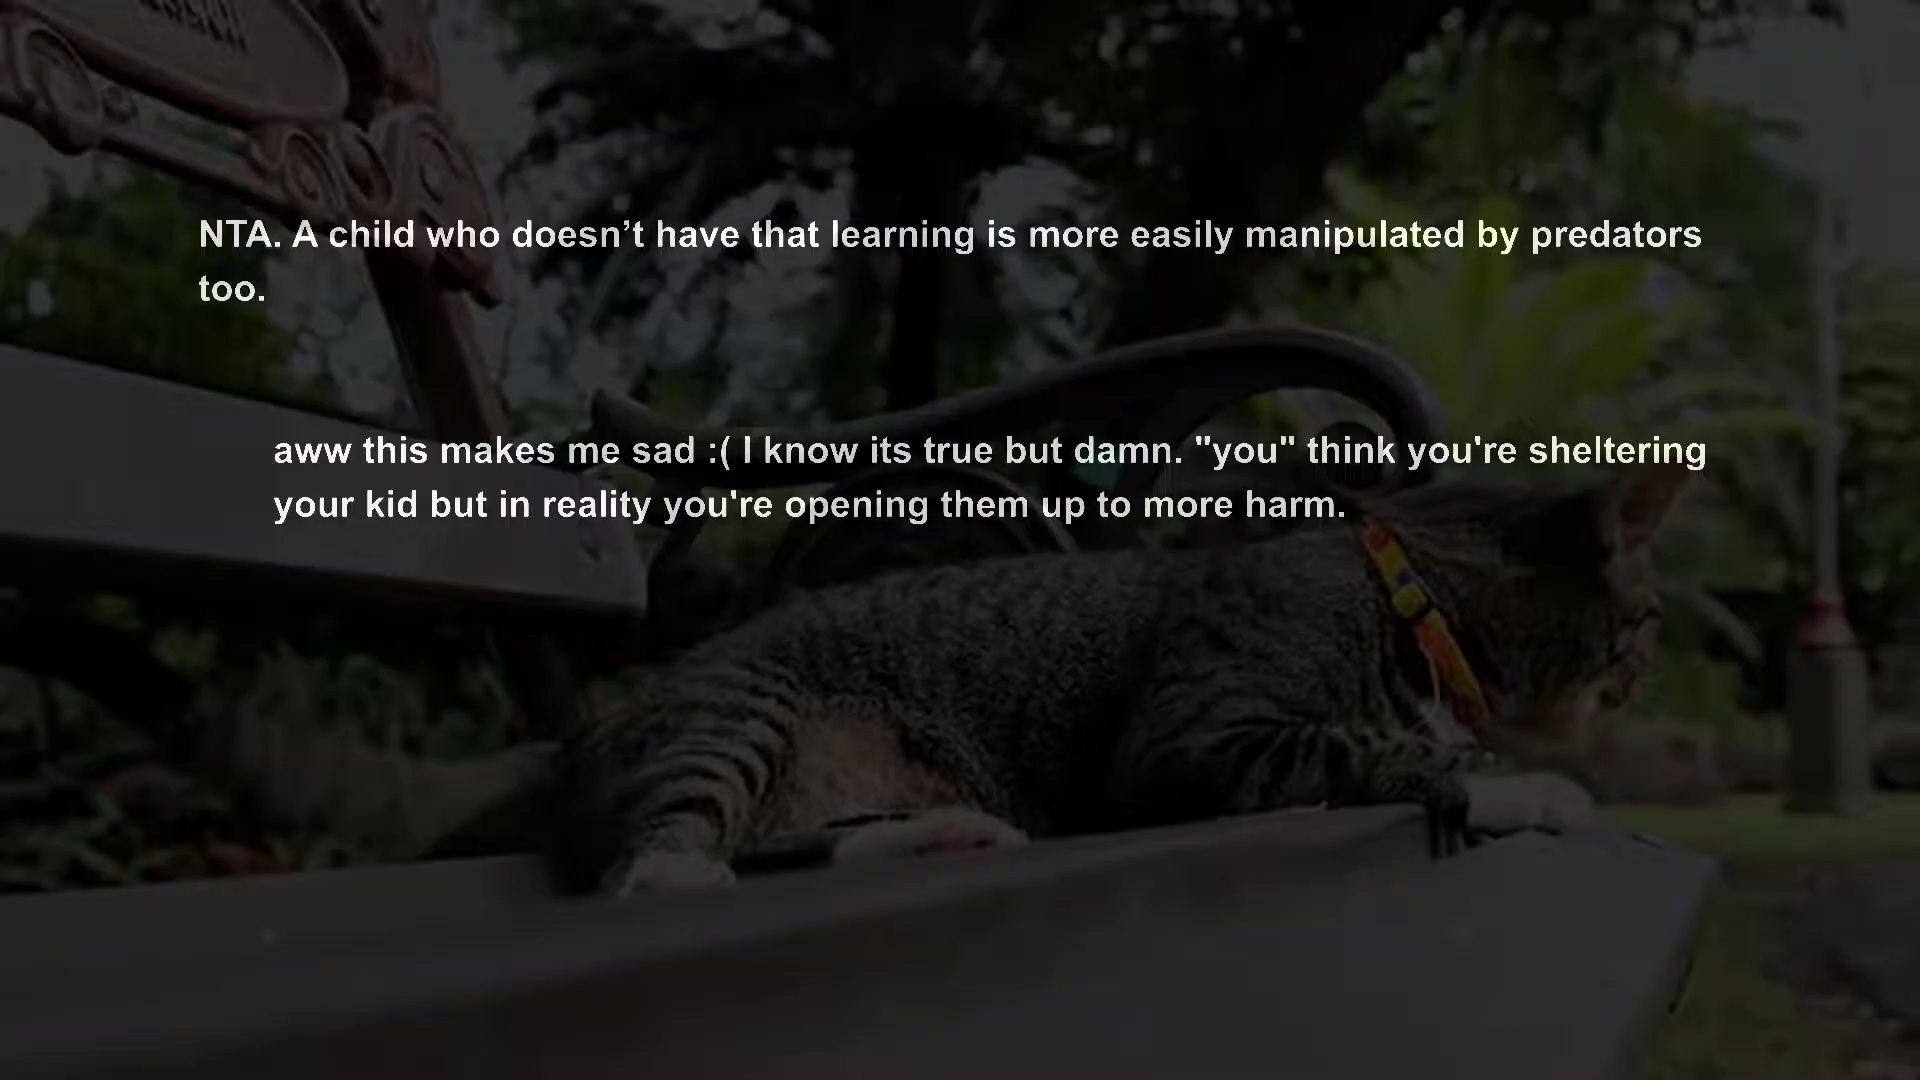 NTA. A child who doesn’t have that learning is more easily manipulated by predators
too.
aww this makes me sad :( I know its true but damn. "you" think you're sheltering
your kid but in reality you're opening them up to more harm.